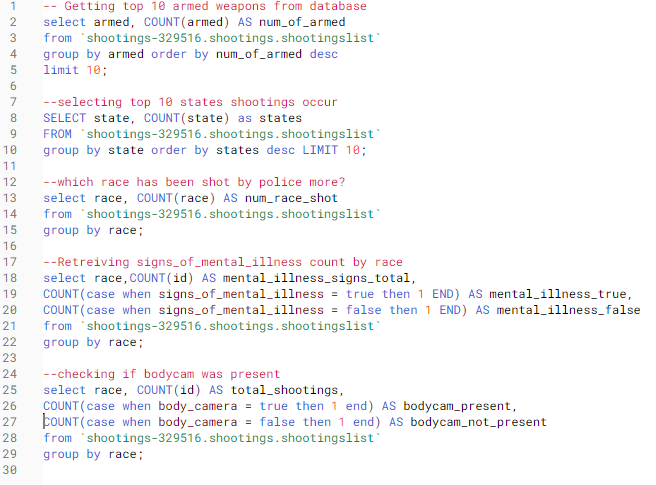 1 -- Getting top 10 armed weapons from database
2 select armed, COUNT(armed) AS num_of_armed
3 from `shootings-329516.shootings.shootingslist`
4 group by armed order by num_of_armed desc
5 limit 10;
6
7 --selecting top 10 states shootings occur
8 SELECT state, COUNT(state) as states
9 FROM `shootings-329516.shootings.shootingslist`
10 group by state order by states desc LIMIT 10;
11
12 --which race has been shot by police more?
13 select race, COUNT(race) AS num_race_shot
14 from `shootings-329516.shootings.shootingslist`
15 group by race;
16
17 --Retreiving signs_of_mental_illness count by race
18 select race,COUNT(id) AS mental_illness_signs_total,
19 COUNT(case when signs_of_mental_illness = true then 1 END) AS mental_illness_true,
20 COUNT(case when signs_of_mental_illness = false then 1 END) AS mental_illness_false
21 from `shootings-329516.shootings.shootingslist`
22 group by race;
23
24 --checking if bodycam was present
25 select race, COUNT(id) AS total_shootings,
26 COUNT(case when body_camera = true then 1 end) AS bodycam_present,
27 COUNT(case when body_camera = false then 1 end) AS bodycam_not_present
28 from `shootings-329516.shootings.shootingslist`
29 group by race;
30